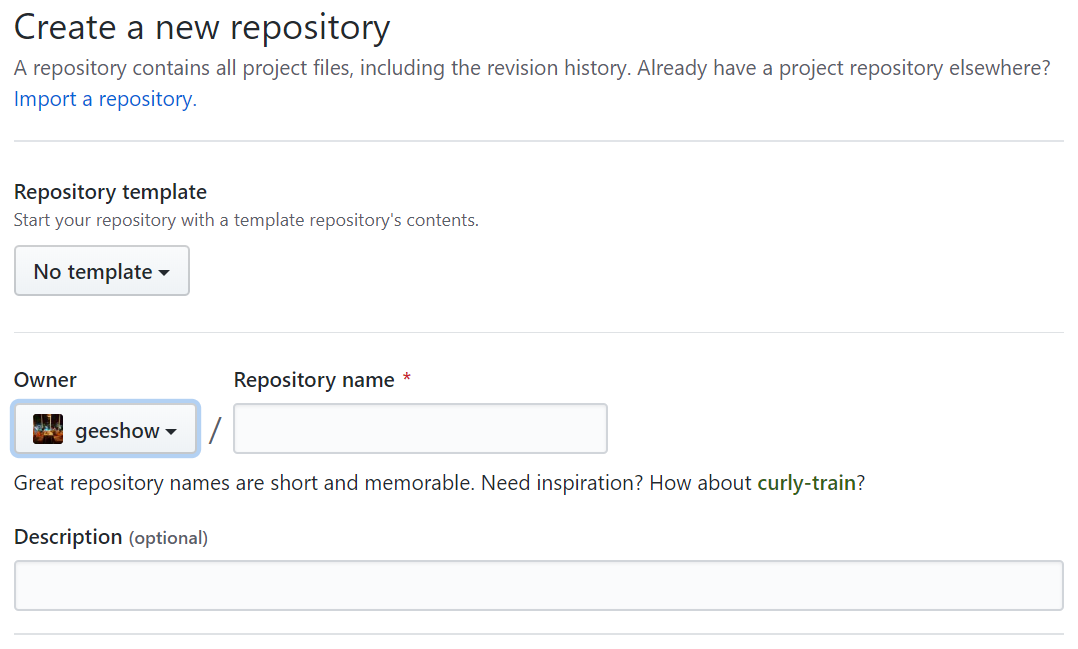 Create a new repository
A repository contains all project files, including the revision history. Already have a project repository elsewhere?
Import a repository.
Repository template
Start your repository with a template repository's contents.
No template
Owner
Repository name *
geeshow /
Great repository names are short and memorable. Need inspiration? How about curly-train?
Description (optional)